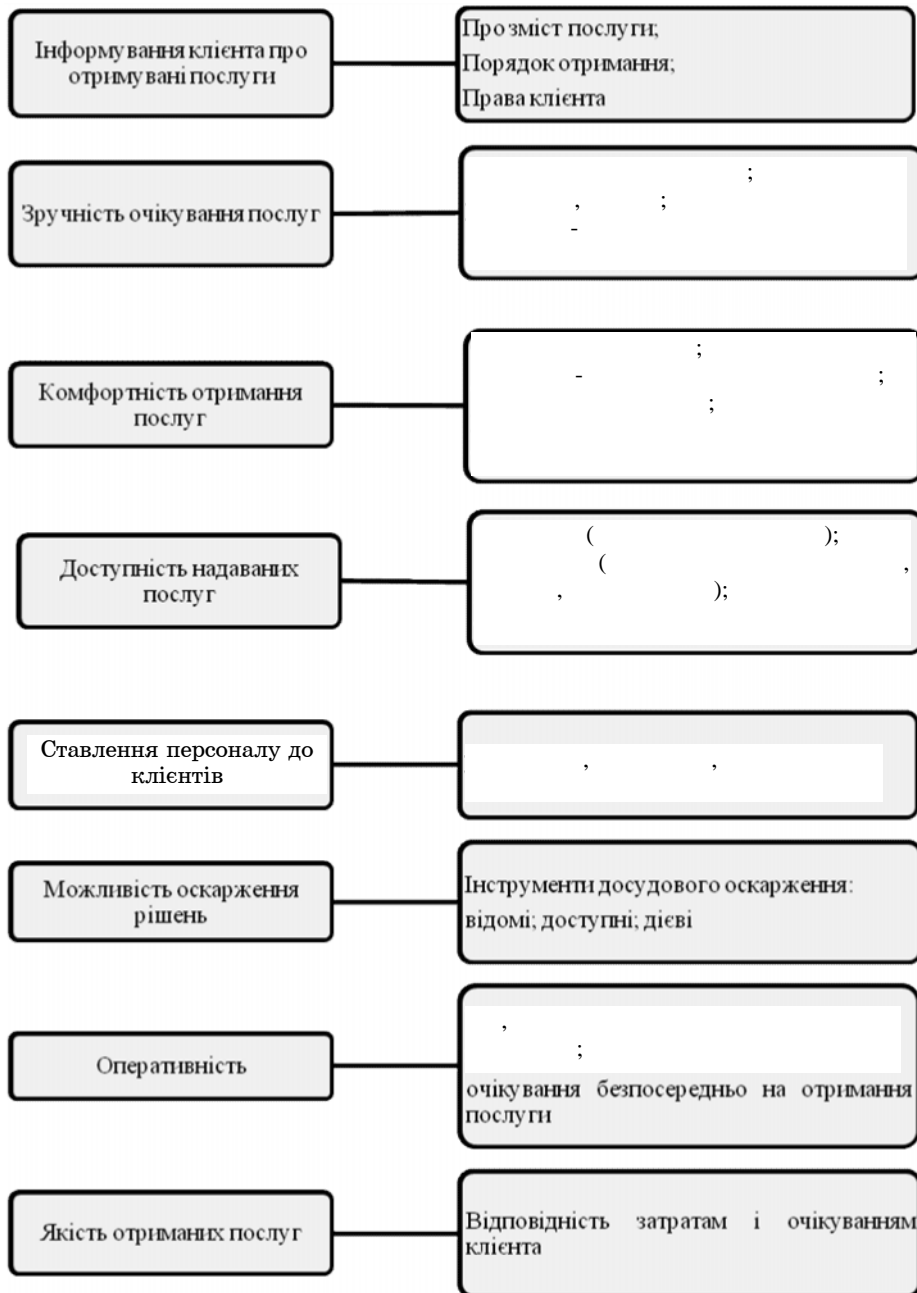 Інформування клієнта про
отримувані послуги
Про зміст послуги;
Порядок отримання;
Права клієнта
Зручність очікування послуг
;
, ;
-
Комфортність отримання
послуг
;
- ;
;
Доступність надаваних
послуг
( );
( ,
, );
Ставлення персоналу до
клієнтів
, ,
Можливість оскарження
рішень
Інструменти досудового оскарження:
відомі; доступні; дієві
Оперативність
,
;
очікування безпосередньо на отримання
послуги
Якість отриманих послуг
Відповідність затратам і очікуванням
клієнта